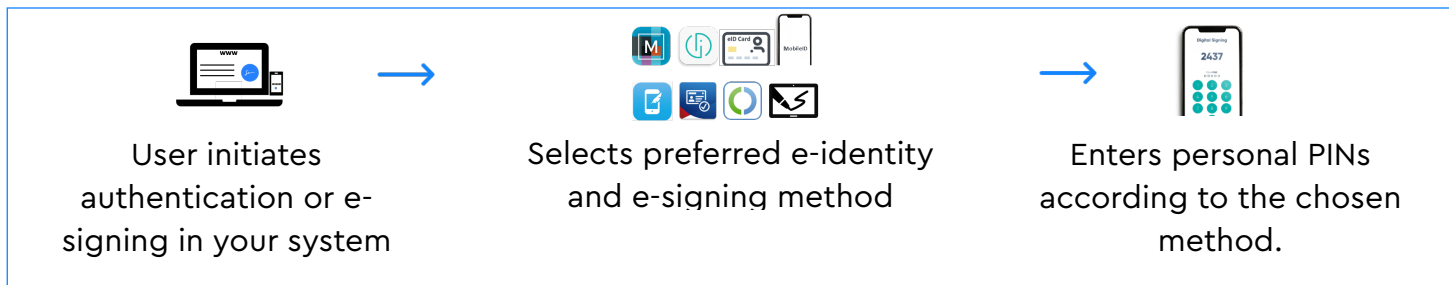 www
User initiates
authentication or e-
signing in your system
M
eID Card
MobileID
Selects preferred e-identity
and e-signing method
Digital Signing
2437
Enters personal PINs
according to the chosen
method.